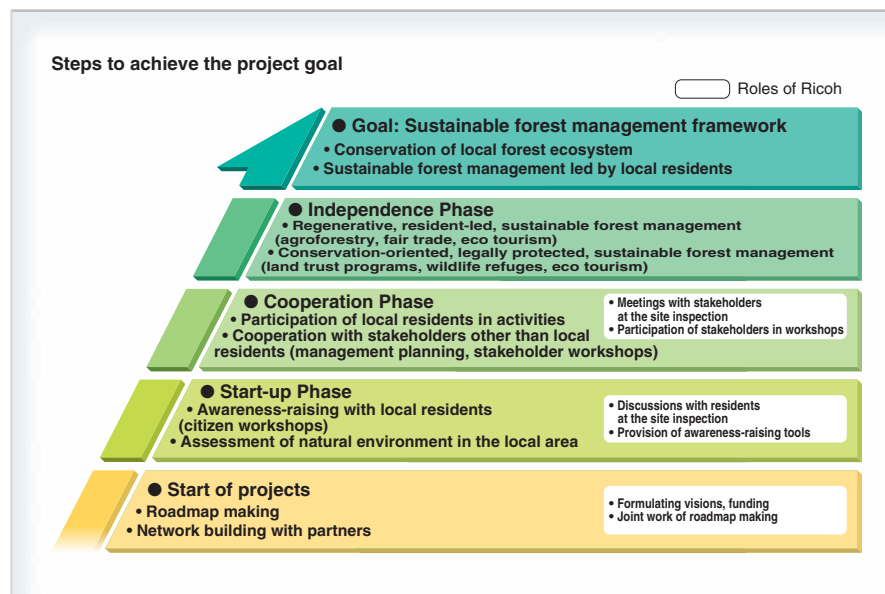 Steps to achieve the project goal
Roles of Ricoh
● Goal: Sustainable forest management framework
• Conservation of local forest ecosystem
• Sustainable forest management led by local residents
● Independence Phase
• Regenerative, resident-led, sustainable forest management
(agroforestry, fair trade, eco tourism)
• Conservation-oriented, legally protected, sustainable forest management
(land trust programs, wildlife refuges, eco tourism)
● Cooperation Phase
• Participation of local residents in activities
• Cooperation with stakeholders other than local
residents (management planning, stakeholder workshops)
• Meetings with stakeholders
at the site inspection
• Participation of stakeholders in workshops
● Start-up Phase
• Awareness-raising with local residents
(citizen workshops)
• Assessment of natural environment in the local area
• Discussions with residents
at the site inspection
• Provision of awareness-raising tools
● Start of projects
• Roadmap making
• Network building with partners
• Formulating visions, funding
• Joint work of roadmap making